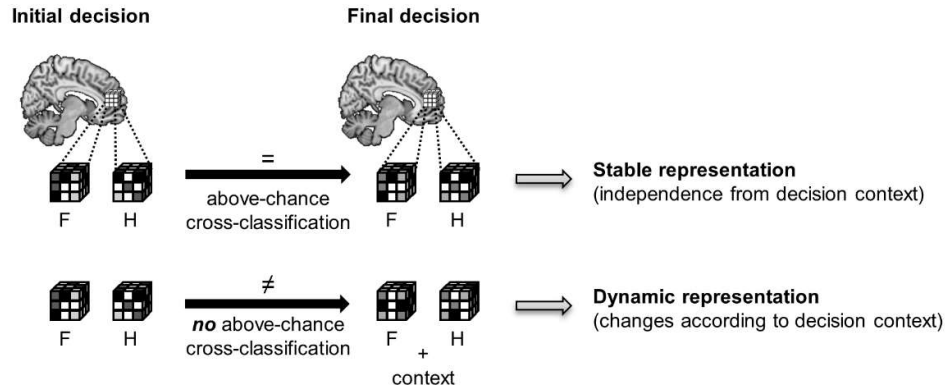 Initial decision
Final decision
=
above-chance
cross-classification
F H
F H
Stable representation
(independence from decision context)
≠
no above-chance
cross-classification
F H
F H
+
context
Dynamic representation
(changes according to decision context)